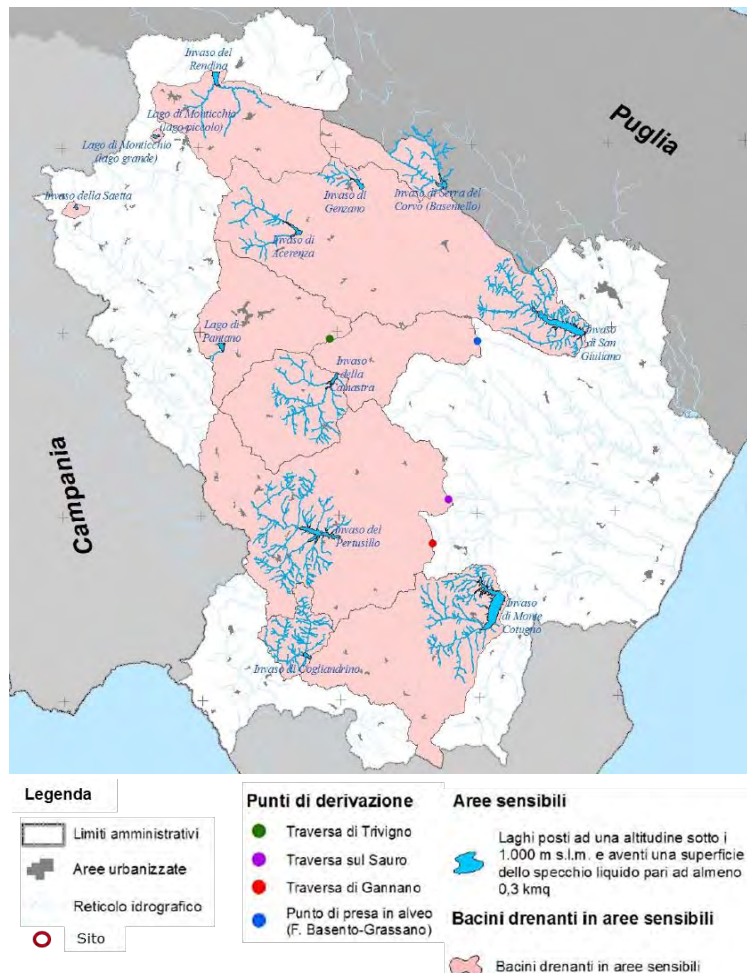 Invaso del
Rendina
Puglia
Lago di Monticchio
(lago piccolo)
Lago di Monticchio
(lago grande)
Invaso della Saetta
Invaso di
Genzano
Invaso di Serra del
Corvo (Basentello)
Invaso di
Acerenza
Lago di
Pantano
Invaso
di San
Giuliano
Invaso
della
Camastra
Campania
Invaso del
Pertusillo
Invaso
di Monte
Cotugno
Invaso di Cogliandrino
Legenda
Limiti amministrativi
Aree urbanizzate
Reticolo idrografico
Sito
Punti di derivazione
Traversa di Trivigno
Traversa sul Sauro
Traversa di Gannano
Punto di presa in alveo
(F. Basento-Grassano)
Aree sensibili
Laghi posti ad una altitudine sotto i
1.000 m s.l.m. e aventi una superficie
dello specchio liquido pari ad almeno
0,3 kmq
Bacini drenanti in aree sensibili
Bacini drenanti in aree sensibili